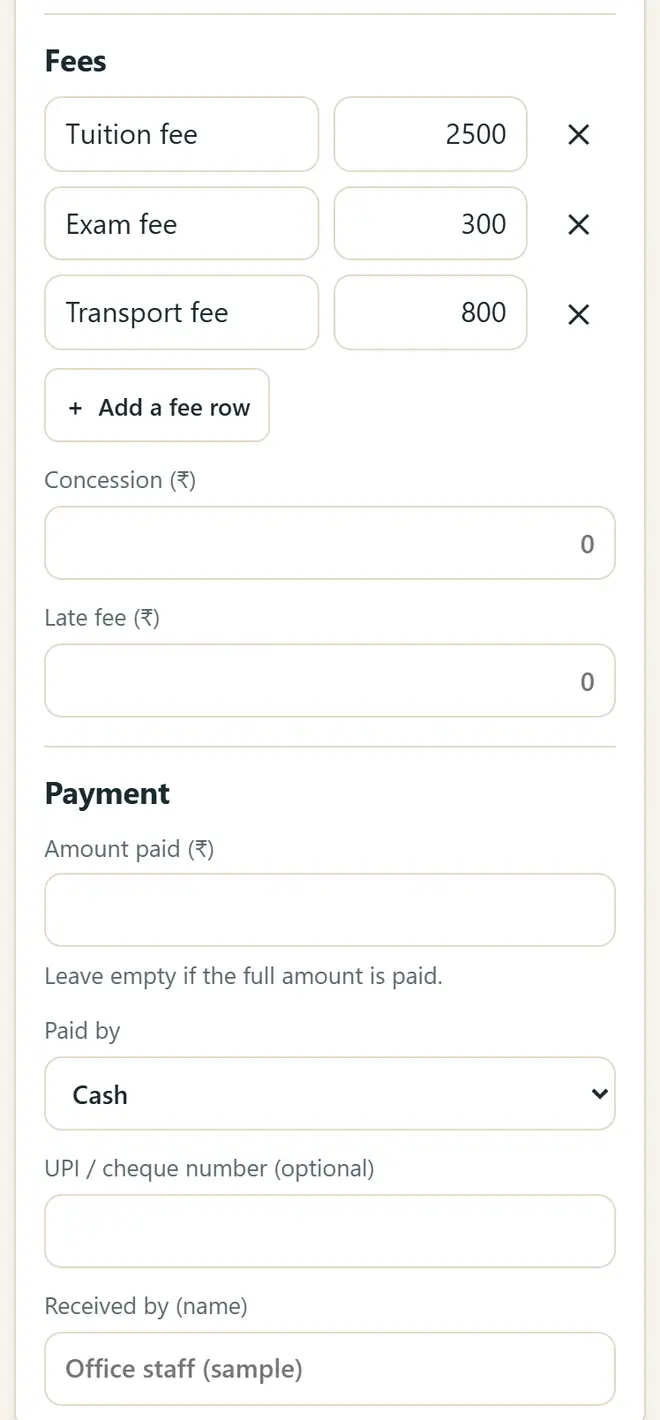 Fees
Tuition fee 2500 ×
Exam fee 300 ×
Transport fee 800 ×
+ Add a fee row
Concession (₹)
0
Late fee (₹)
0
Payment
Amount paid (₹)
Leave empty if the full amount is paid.
Paid by
Cash
UPI / cheque number (optional)
Received by (name)
Office staff (sample)